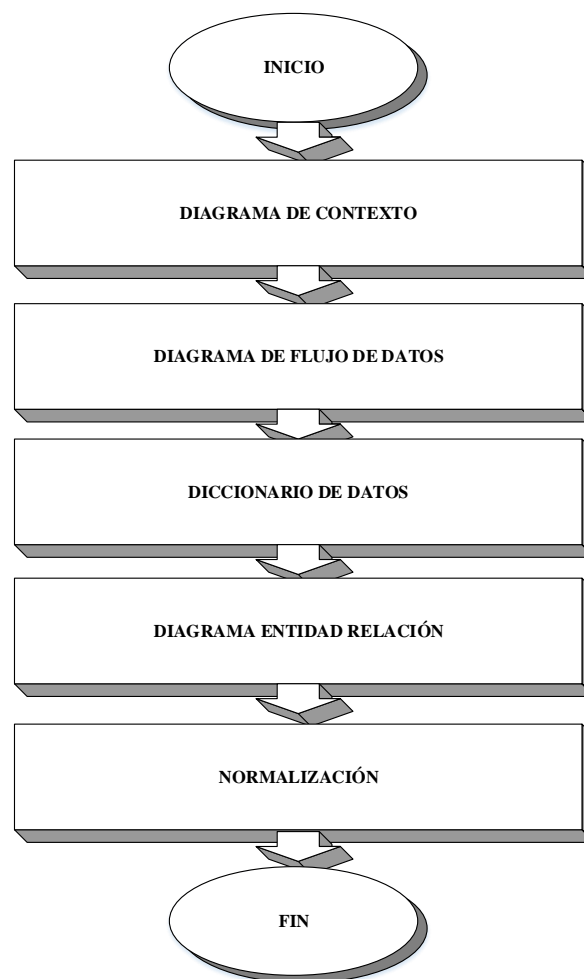 INICIO
DIAGRAMA DE CONTEXTO
DIAGRAMA DE FLUJO DE DATOS
DICCIONARIO DE DATOS
DIAGRAMA ENTIDAD RELACIÓN
NORMALIZACIÓN
FIN